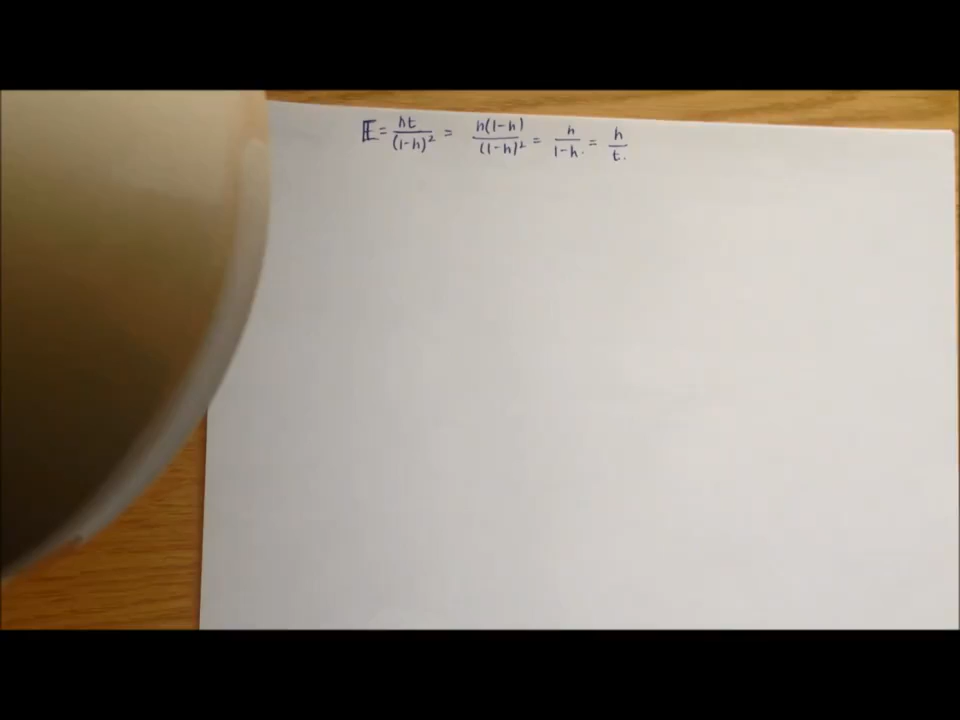 𝔼 = ht/(1-h)² = h(1-h)/(1-h)² = h/1-h. = h/t.